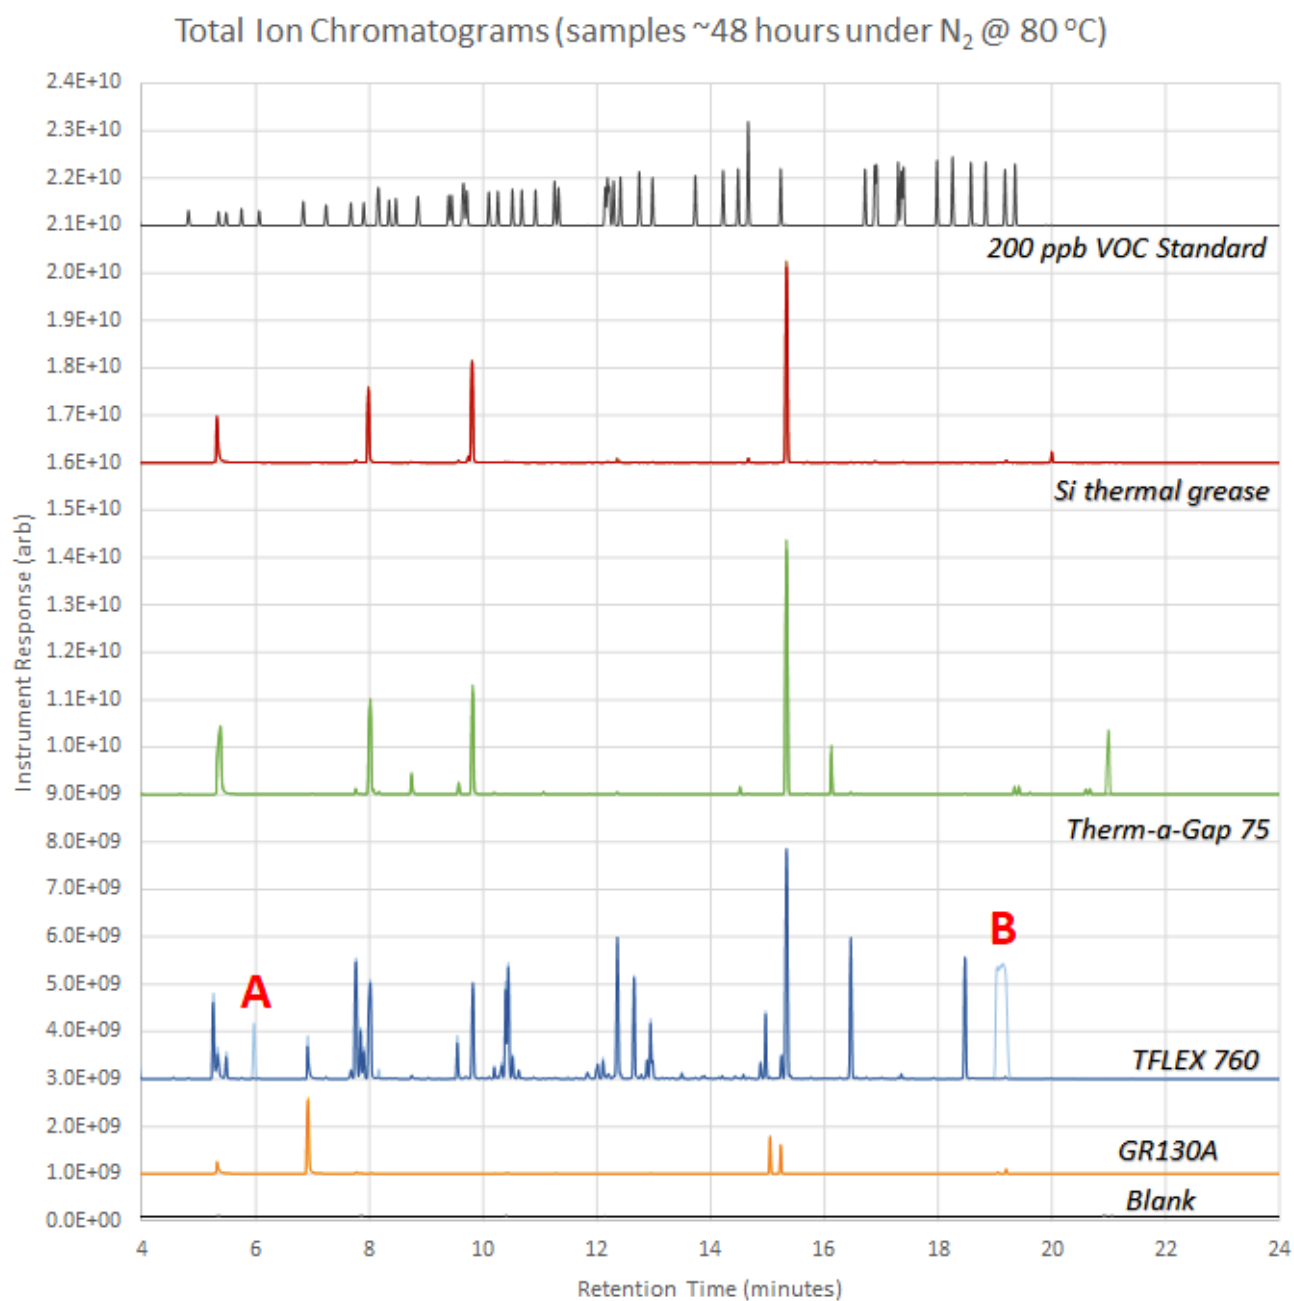 Total Ion Chromatograms (samples ~48 hours under N₂ @ 80 ºC)
2.4E+10
2.3E+10
2.2E+10
2.1E+10
200 ppb VOC Standard
2.0E+10
1.9E+10
1.8E+10
1.7E+10
1.6E+10
Si thermal grease
1.5E+10
1.4E+10
1.3E+10
1.2E+10
1.1E+10
1.0E+10
9.0E+09
Therm-a-Gap 75
8.0E+09
7.0E+09
6.0E+09
B
5.0E+09
A
4.0E+09
TFLEX 760
3.0E+09
2.0E+09
GR130A
1.0E+09
Blank
0.0E+00
Instrument Response (arb)
4 6 8 10 12 14 16 18 20 22 24
Retention Time (minutes)